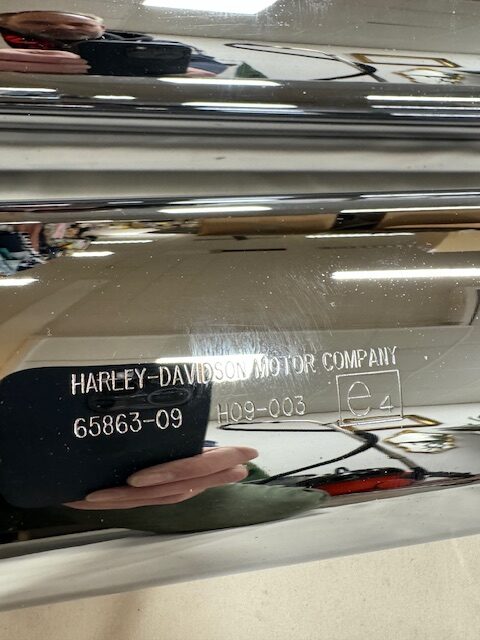 HARLEY-DAVIDSON MOTOR COMPANY
65863-09 H09-003 e4